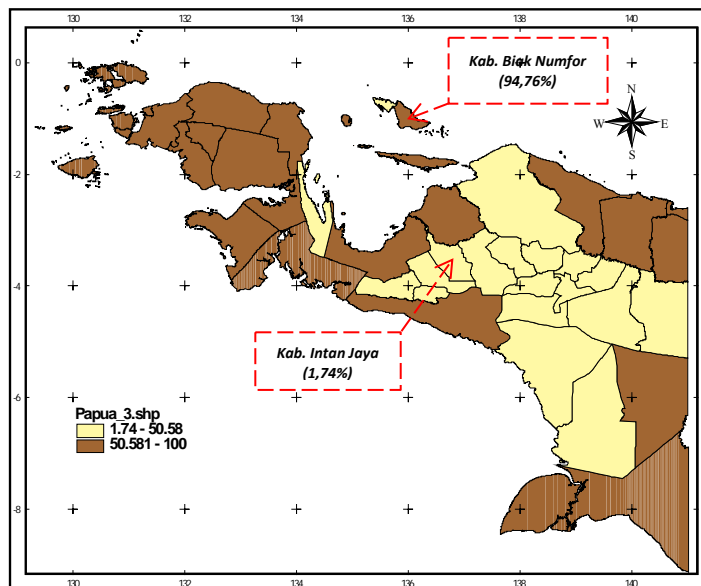 130 132 134 136 138 140
0
-2
-4
-6
-8
Kab. Biak Numfor
(94,76%)
N
W E
S
Kab. Intan Jaya
(1,74%)
Papua_3.shp
1.74 - 50.58
50.581 - 100
130 132 134 136 138 140